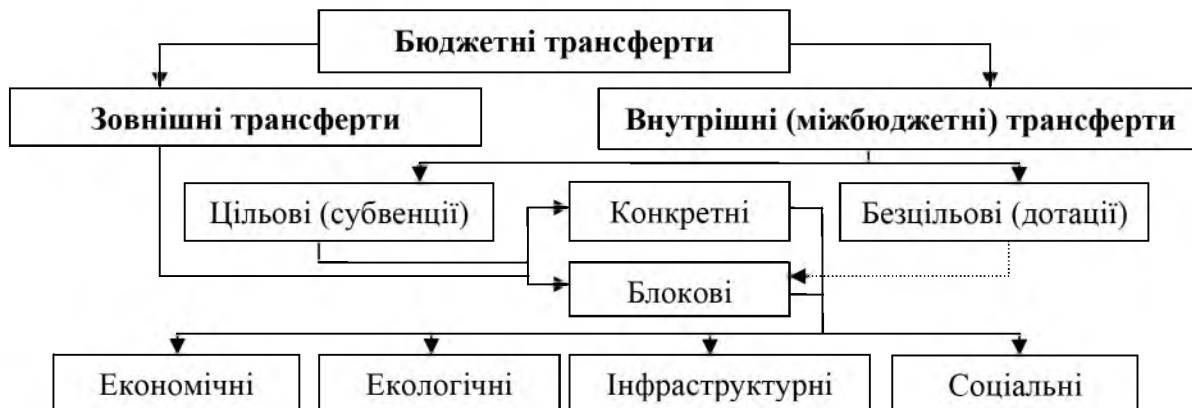 Бюджетні трансферти
Зовнішні трансферти
Внутрішні (міжбюджетні) трансферти
Цільові (субвенції)
Конкретні
Безцільові (дотації)
Блокові
Економічні
Екологічні
Інфраструктурні
Соціальні